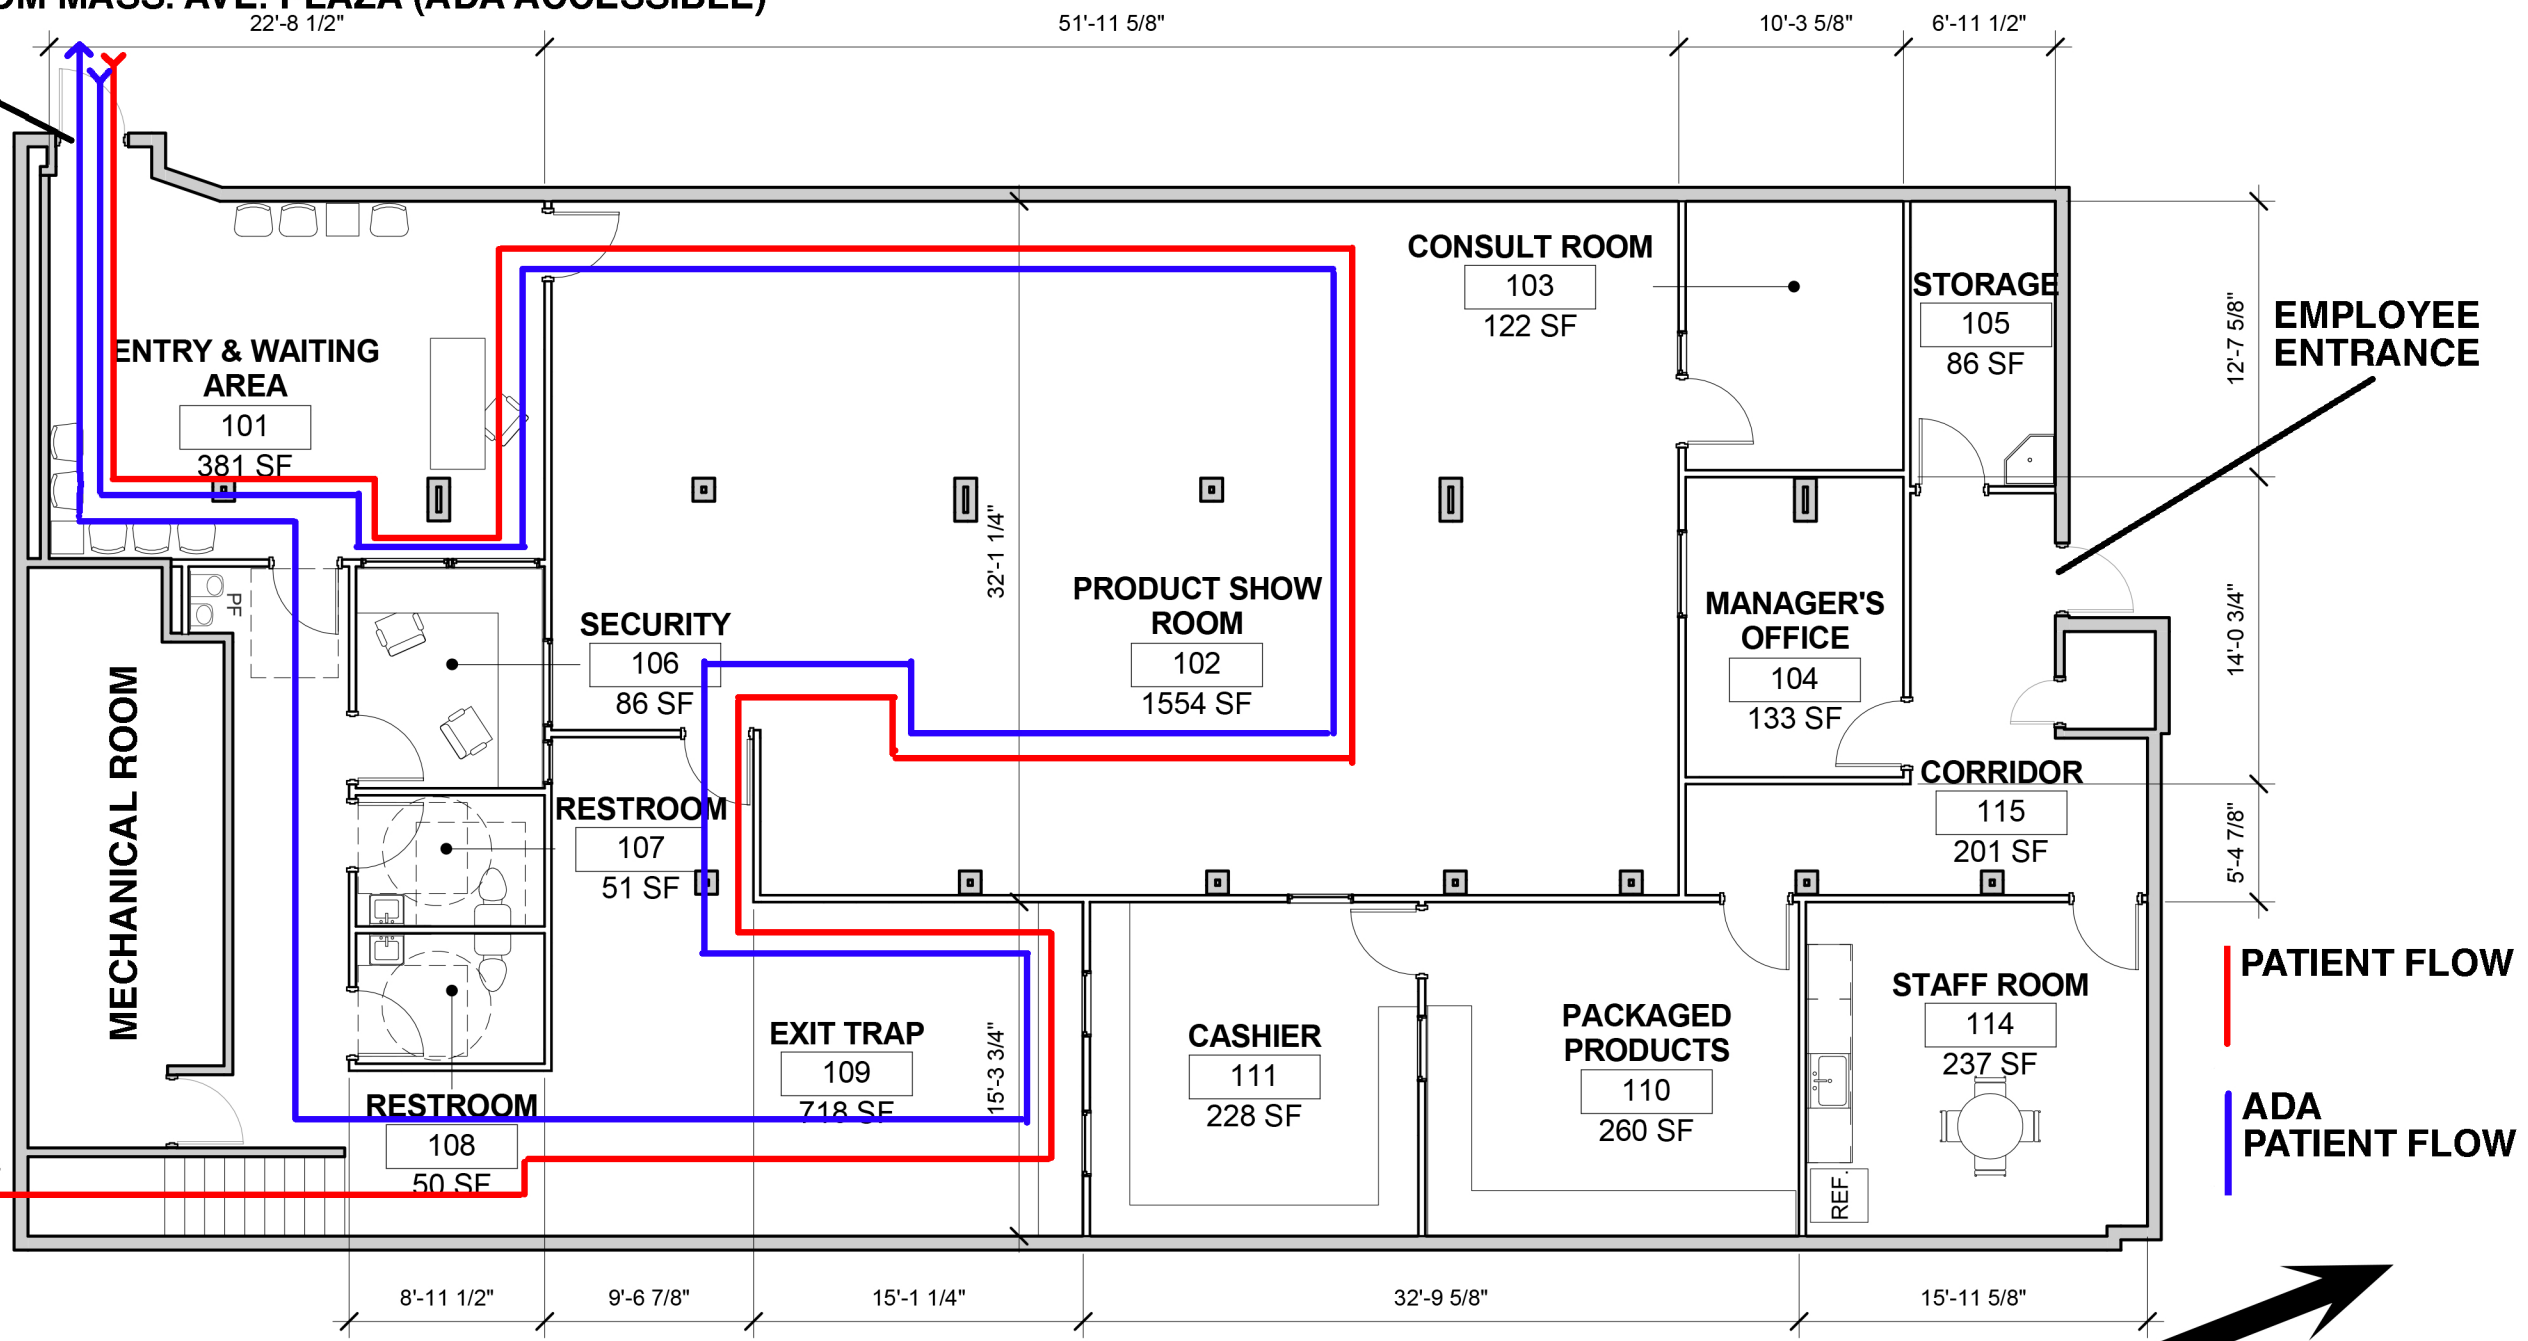 OM MASS. AVE. PLAZA (ADA ACCESSIBLE)
22'-8 1/2"
51'-11 5/8"
10'-3 5/8"
6'-11 1/2"
CONSULT ROOM
103
122 SF
STORAGE
105
86 SF
12'-7 5/8"
EMPLOYEE
ENTRANCE
ENTRY & WAITING
AREA
101
381 SF
32'-1 1/4"
PRODUCT SHOW
ROOM
102
1554 SF
SECURITY
106
86 SF
PF
MANAGER'S
OFFICE
104
133 SF
14'-0 3/4"
MECHANICAL ROOM
RESTROOM
107
51 SF
CORRIDOR
115
201 SF
5'-4 7/8"
PATIENT FLOW
STAFF ROOM
114
237 SF
EXIT TRAP
109
718 SF
15'-3 3/4"
CASHIER
111
228 SF
PACKAGED
PRODUCTS
110
260 SF
RESTROOM
108
50 SF
ADA
PATIENT FLOW
REF.
8'-11 1/2"
9'-6 7/8"
15'-1 1/4"
32'-9 5/8"
15'-11 5/8"